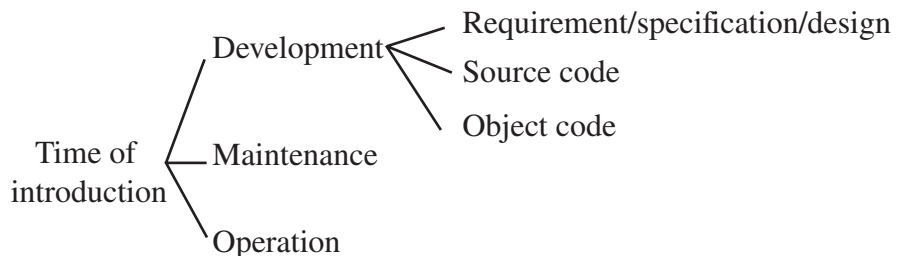 Time of
introduction
Development
Maintenance
Operation
Requirement/specification/design
Source code
Object code